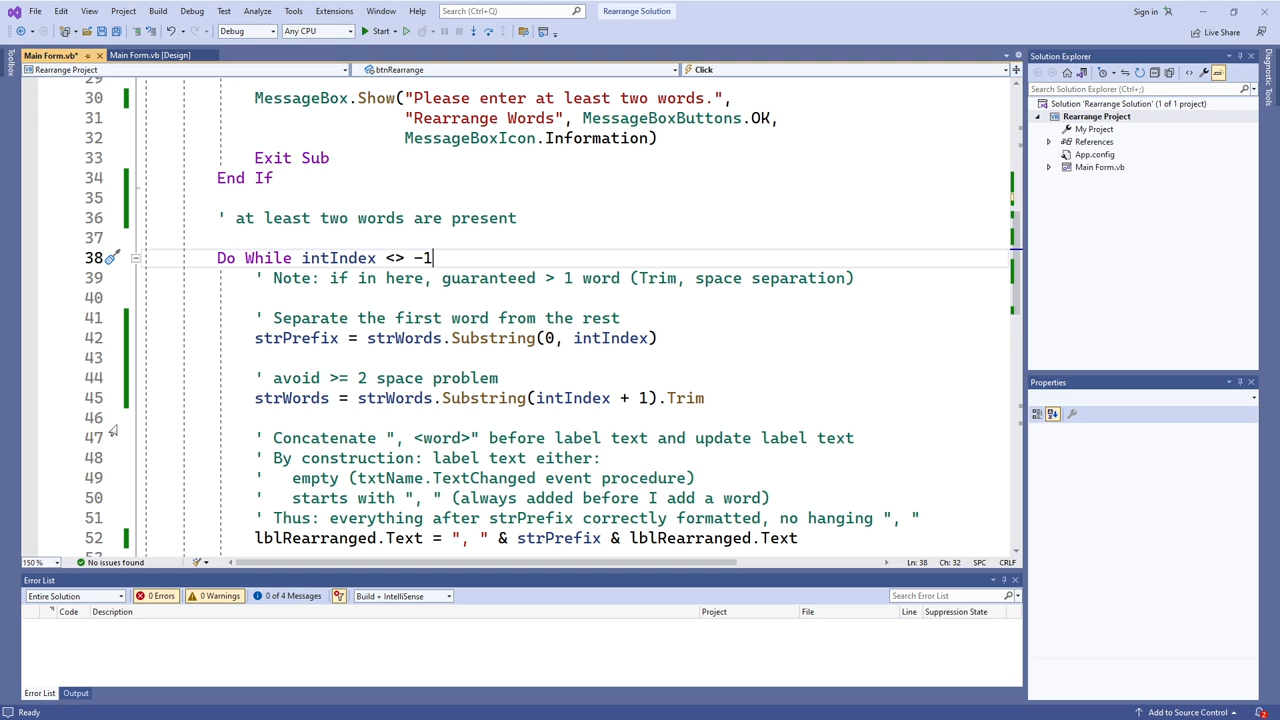 File Edit View Project Build Debug Test Analyze Tools Extensions Window Help Search (Ctrl+Q) Rearrange Solution Sign in
Debug Any CPU Start Live Share
Toolbox
Main Form.vb* Main Form.vb [Design]
Rearrange Project btnRearrange Click
29
30 MessageBox.Show("Please enter at least two words.",
31 "Rearrange Words", MessageBoxButtons.OK,
32 MessageBoxIcon.Information)
33 Exit Sub
34 End If
35
36 ' at least two words are present
37
38 Do While intIndex <> -1
39 ' Note: if in here, guaranteed > 1 word (Trim, space separation)
40
41 ' Separate the first word from the rest
42 strPrefix = strWords.Substring(0, intIndex)
43
44 ' avoid >= 2 space problem
45 strWords = strWords.Substring(intIndex + 1).Trim
46
47 ' Concatenate ", <word>" before label text and update label text
48 ' By construction: label text either:
49 ' empty (txtName.TextChanged event procedure)
50 ' starts with ", " (always added before I add a word)
51 ' Thus: everything after strPrefix correctly formatted, no hanging ", "
52 lblRearranged.Text = ", " & strPrefix & lblRearranged.Text
150 % No issues found Ln: 38 Ch: 32 SPC CRLF
Error List
Entire Solution 0 Errors 0 Warnings 0 of 4 Messages Build + IntelliSense Search Error List
Code Description Project File Line Suppression State
Error List Output
Solution Explorer
Search Solution Explorer (Ctrl+;)
Solution 'Rearrange Solution' (1 of 1 project)
Rearrange Project
My Project
References
App.config
Main Form.vb
Properties
Diagnostic Tools
Ready Add to Source Control 2